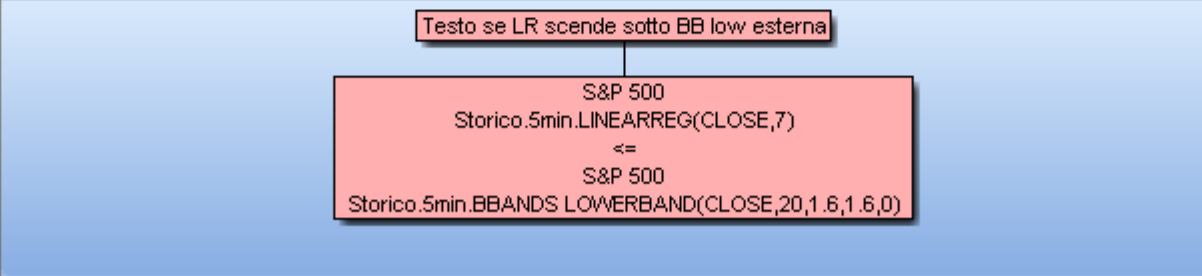 Testo se LR scende sotto BB low esterna
S&P 500
Storico.5min.LINEARREG(CLOSE,7)
<=
S&P 500
Storico.5min.BBANDS LOWERBAND(CLOSE,20,1.6,1.6,0)